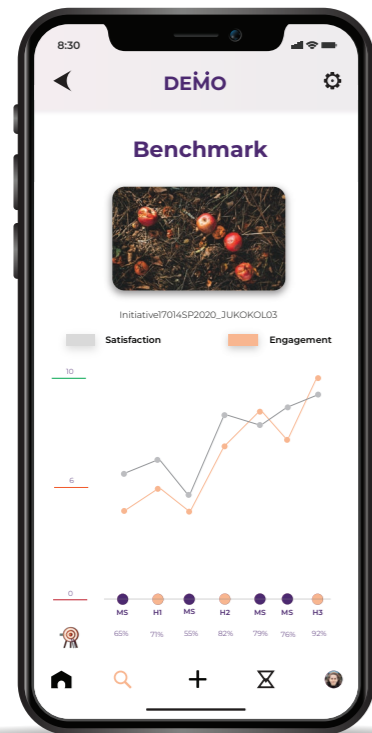 8:30
DEMO
Benchmark
Initiative17014SP2020_JUKOKOL03
Satisfaction Engagement
10
6
0
MS H1 MS H2 MS MS H3
65% 71% 55% 82% 79% 76% 92%